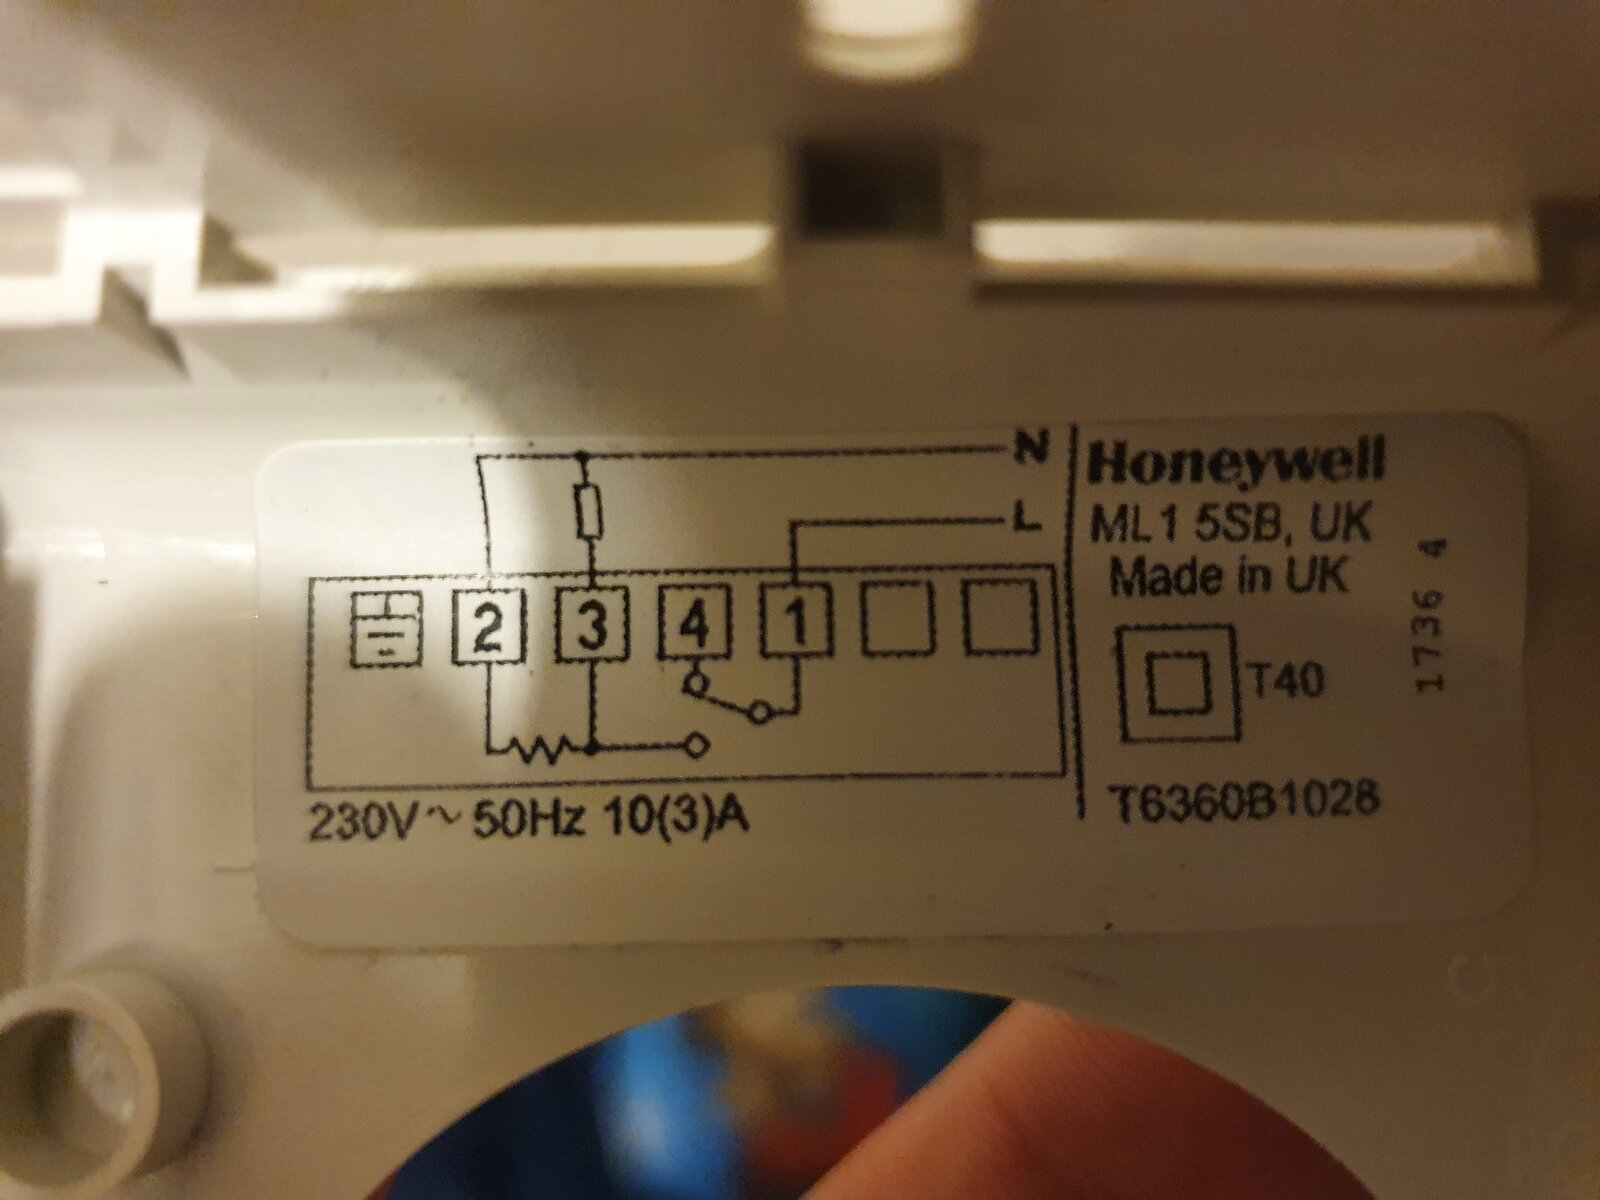 N
L
2 3 4 1
230V~ 50Hz 10(3)A
Honeywell
ML1 5SB, UK
Made in UK
T40
T6360B1028
1736 4